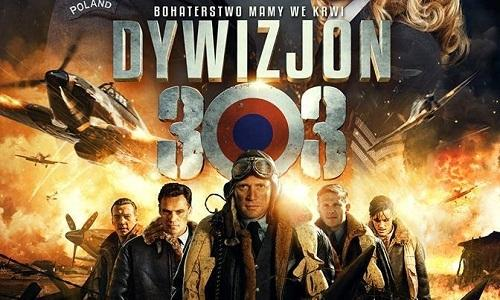 POLAND
BOHATERSTWO MAMY WE KRWI
DYWIZJON
303